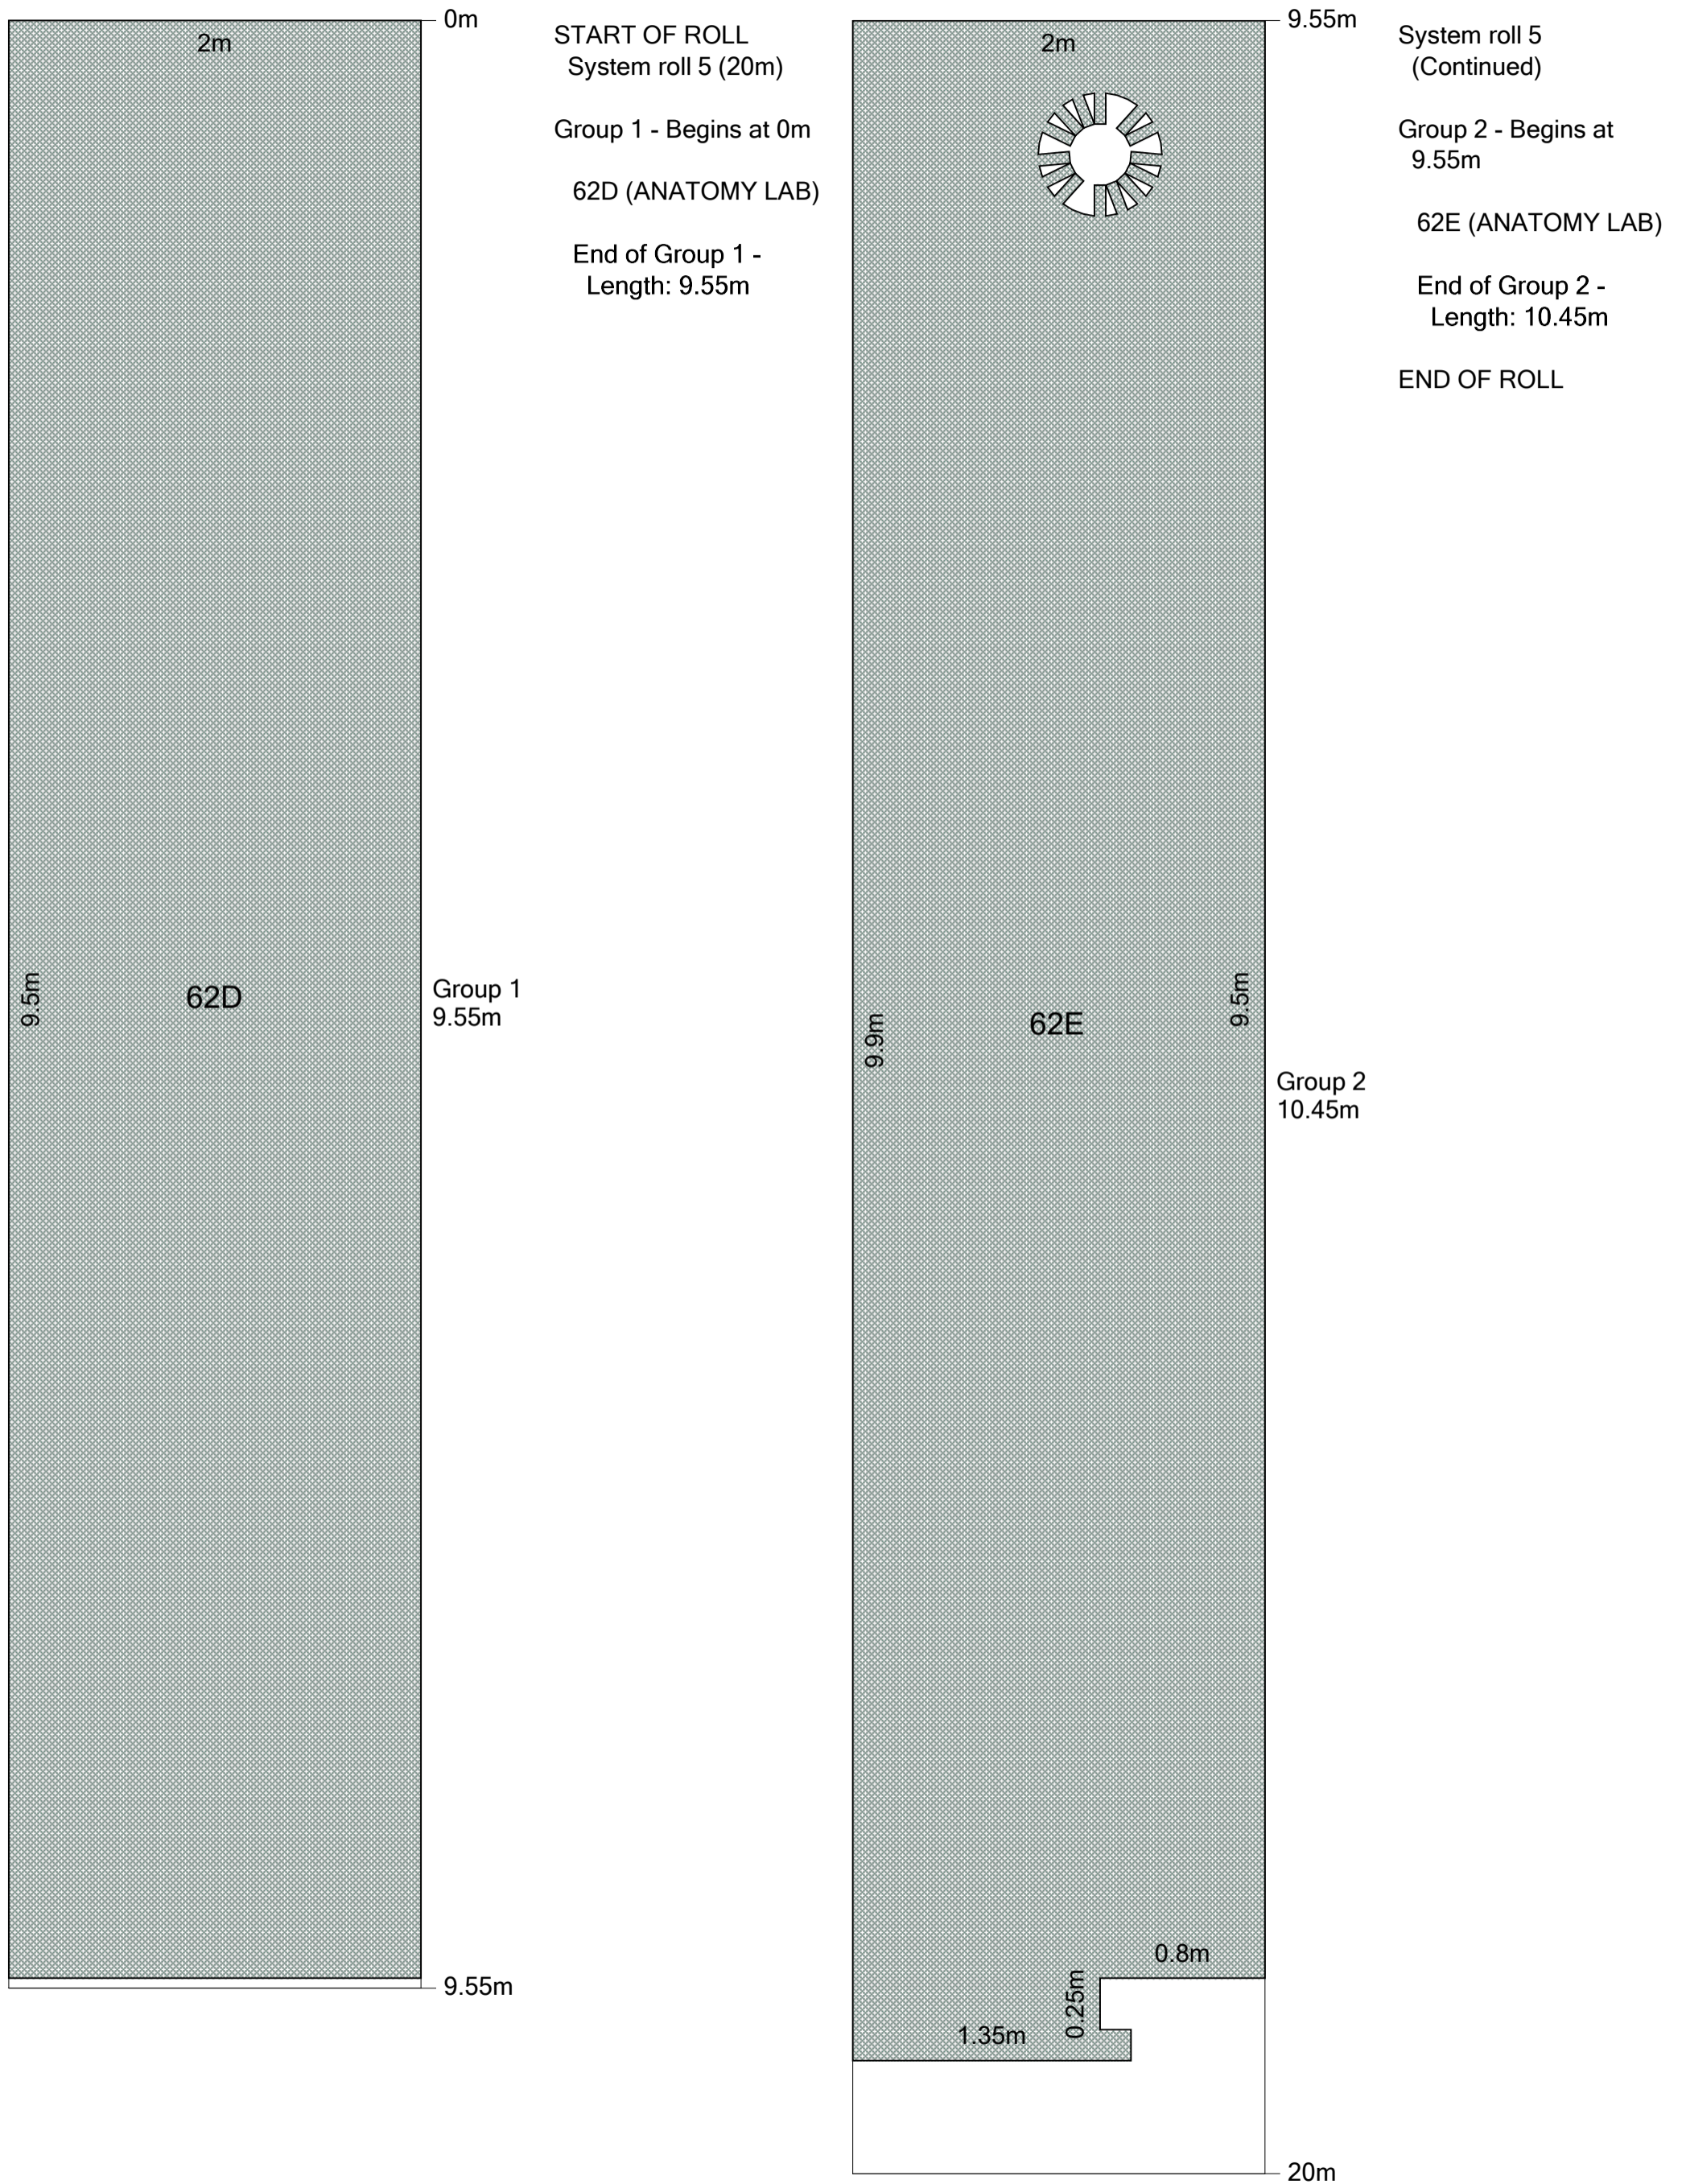 0m
2m
START OF ROLL
System roll 5 (20m)
Group 1 - Begins at 0m
62D (ANATOMY LAB)
End of Group 1 -
Length: 9.55m
9.5m
62D
Group 1
9.55m
9.55m
9.55m
2m
System roll 5
(Continued)
Group 2 - Begins at
9.55m
62E (ANATOMY LAB)
End of Group 2 -
Length: 10.45m
END OF ROLL
9.9m
62E
9.5m
Group 2
10.45m
0.8m
0.25m
1.35m
20m